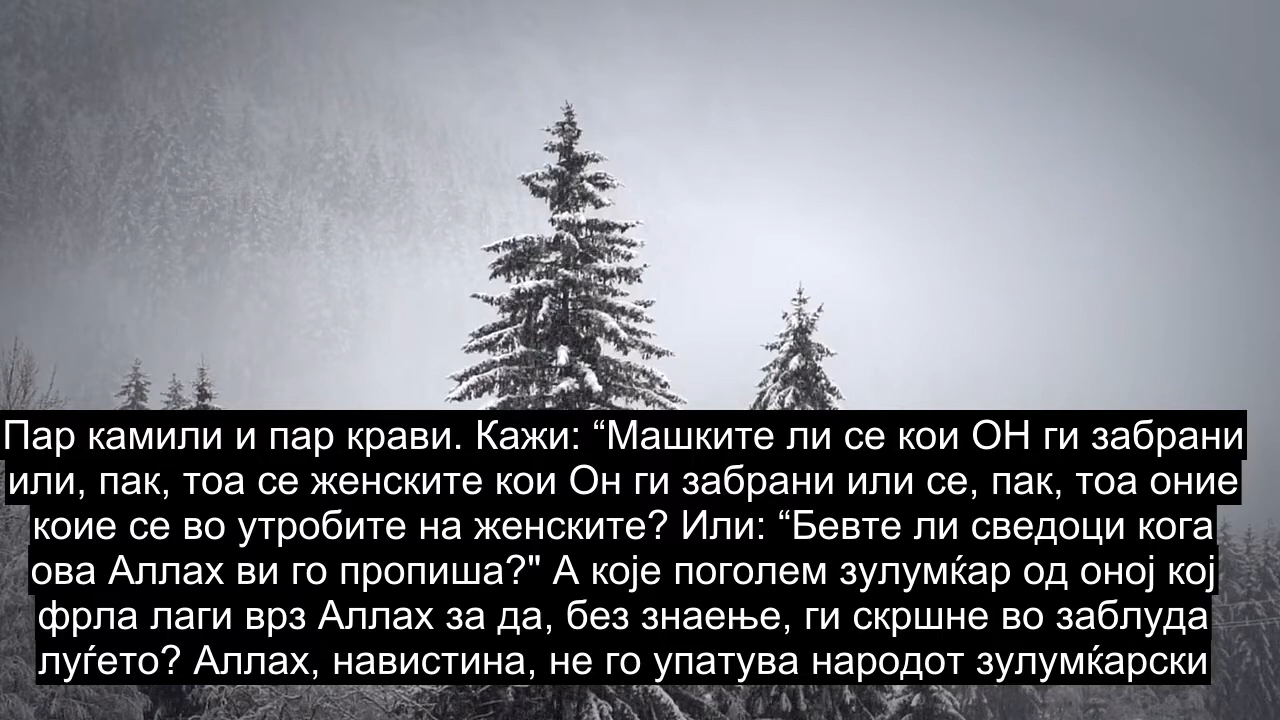 Пар камили и пар крави. Кажи: “Машките ли се кои ОН ги забрани
или, пак, тоа се женските кои Он ги забрани или се, пак, тоа оние
коие се во утробите на женските? Или: “Бевте ли сведоци кога
ова Аллах ви го пропиша?" А које поголем зулумќар од оној кој
фрла лаги врз Аллах за да, без знаење, ги скршне во заблуда
луѓето? Аллах, навистина, не го упатува народот зулумќарски